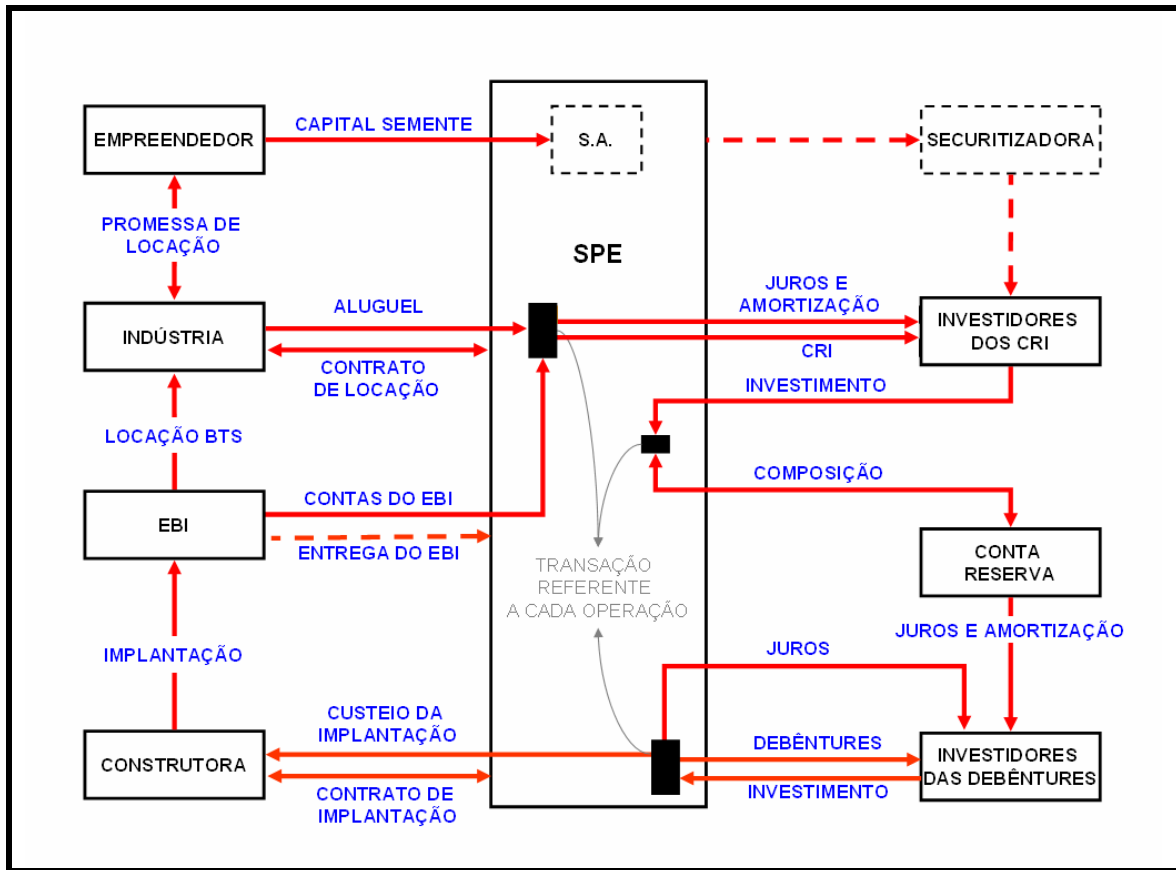 CAPITAL SEMENTE
EMPREENDEDOR
S.A.
SECURITIZADORA
PROMESSA DE
LOCAÇÃO
SPE
ALUGUEL
JUROS E
AMORTIZAÇÃO
INDÚSTRIA
INVESTIDORES
DOS CRI
CRI
CONTRATO
DE LOCAÇÃO
INVESTIMENTO
LOCAÇÃO BTS
COMPOSIÇÃO
CONTAS DO EBI
EBI
ENTREGA DO EBI
CONTA
RESERVA
TRANSAÇÃO
REFERENTE
A CADA OPERAÇÃO
JUROS E AMORTIZAÇÃO
IMPLANTAÇÃO
JUROS
CUSTEIO DA
IMPLANTAÇÃO
DEBÊNTURES
CONSTRUTORA
INVESTIDORES
DAS DEBÊNTURES
INVESTIMENTO
CONTRATO DE
IMPLANTAÇÃO